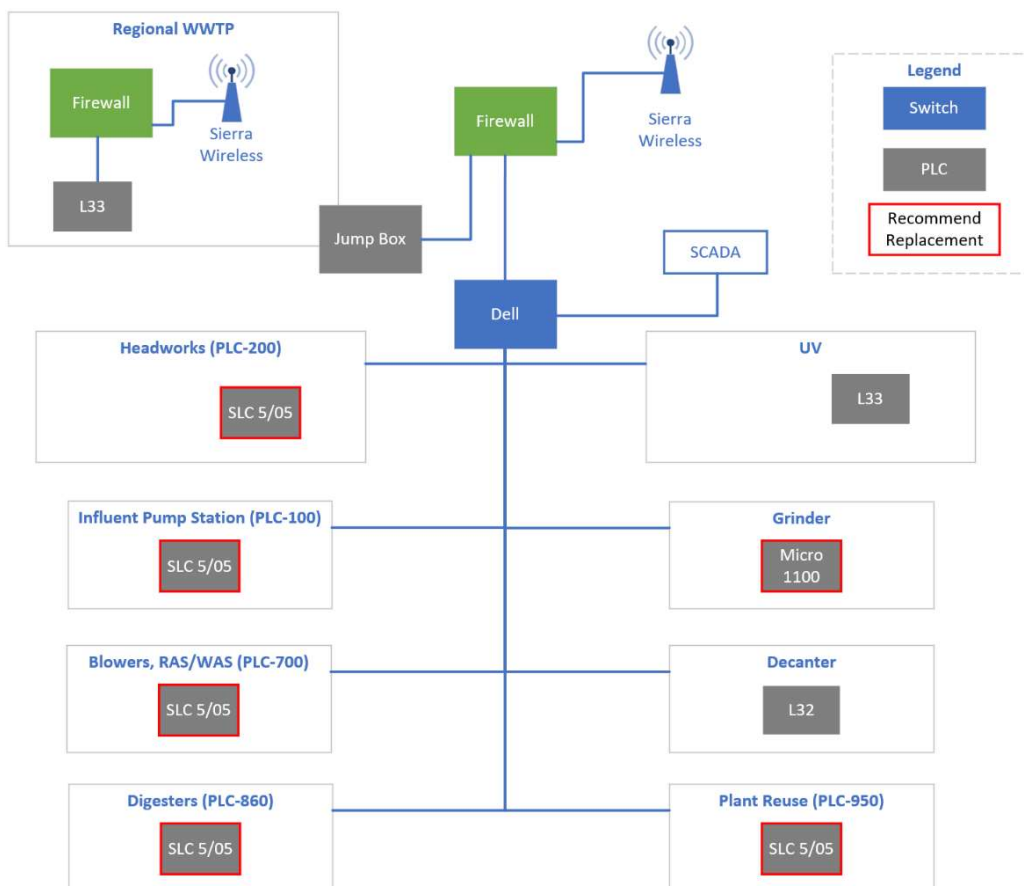 Regional WWTP
Firewall
Sierra
Wireless
L33
Firewall
Sierra
Wireless
Jump Box
SCADA
Dell
Legend
Switch
PLC
Recommend
Replacement
Headworks (PLC-200)
SLC 5/05
UV
L33
Influent Pump Station (PLC-100)
SLC 5/05
Grinder
Micro
1100
Blowers, RAS/WAS (PLC-700)
SLC 5/05
Decanter
L32
Digesters (PLC-860)
SLC 5/05
Plant Reuse (PLC-950)
SLC 5/05